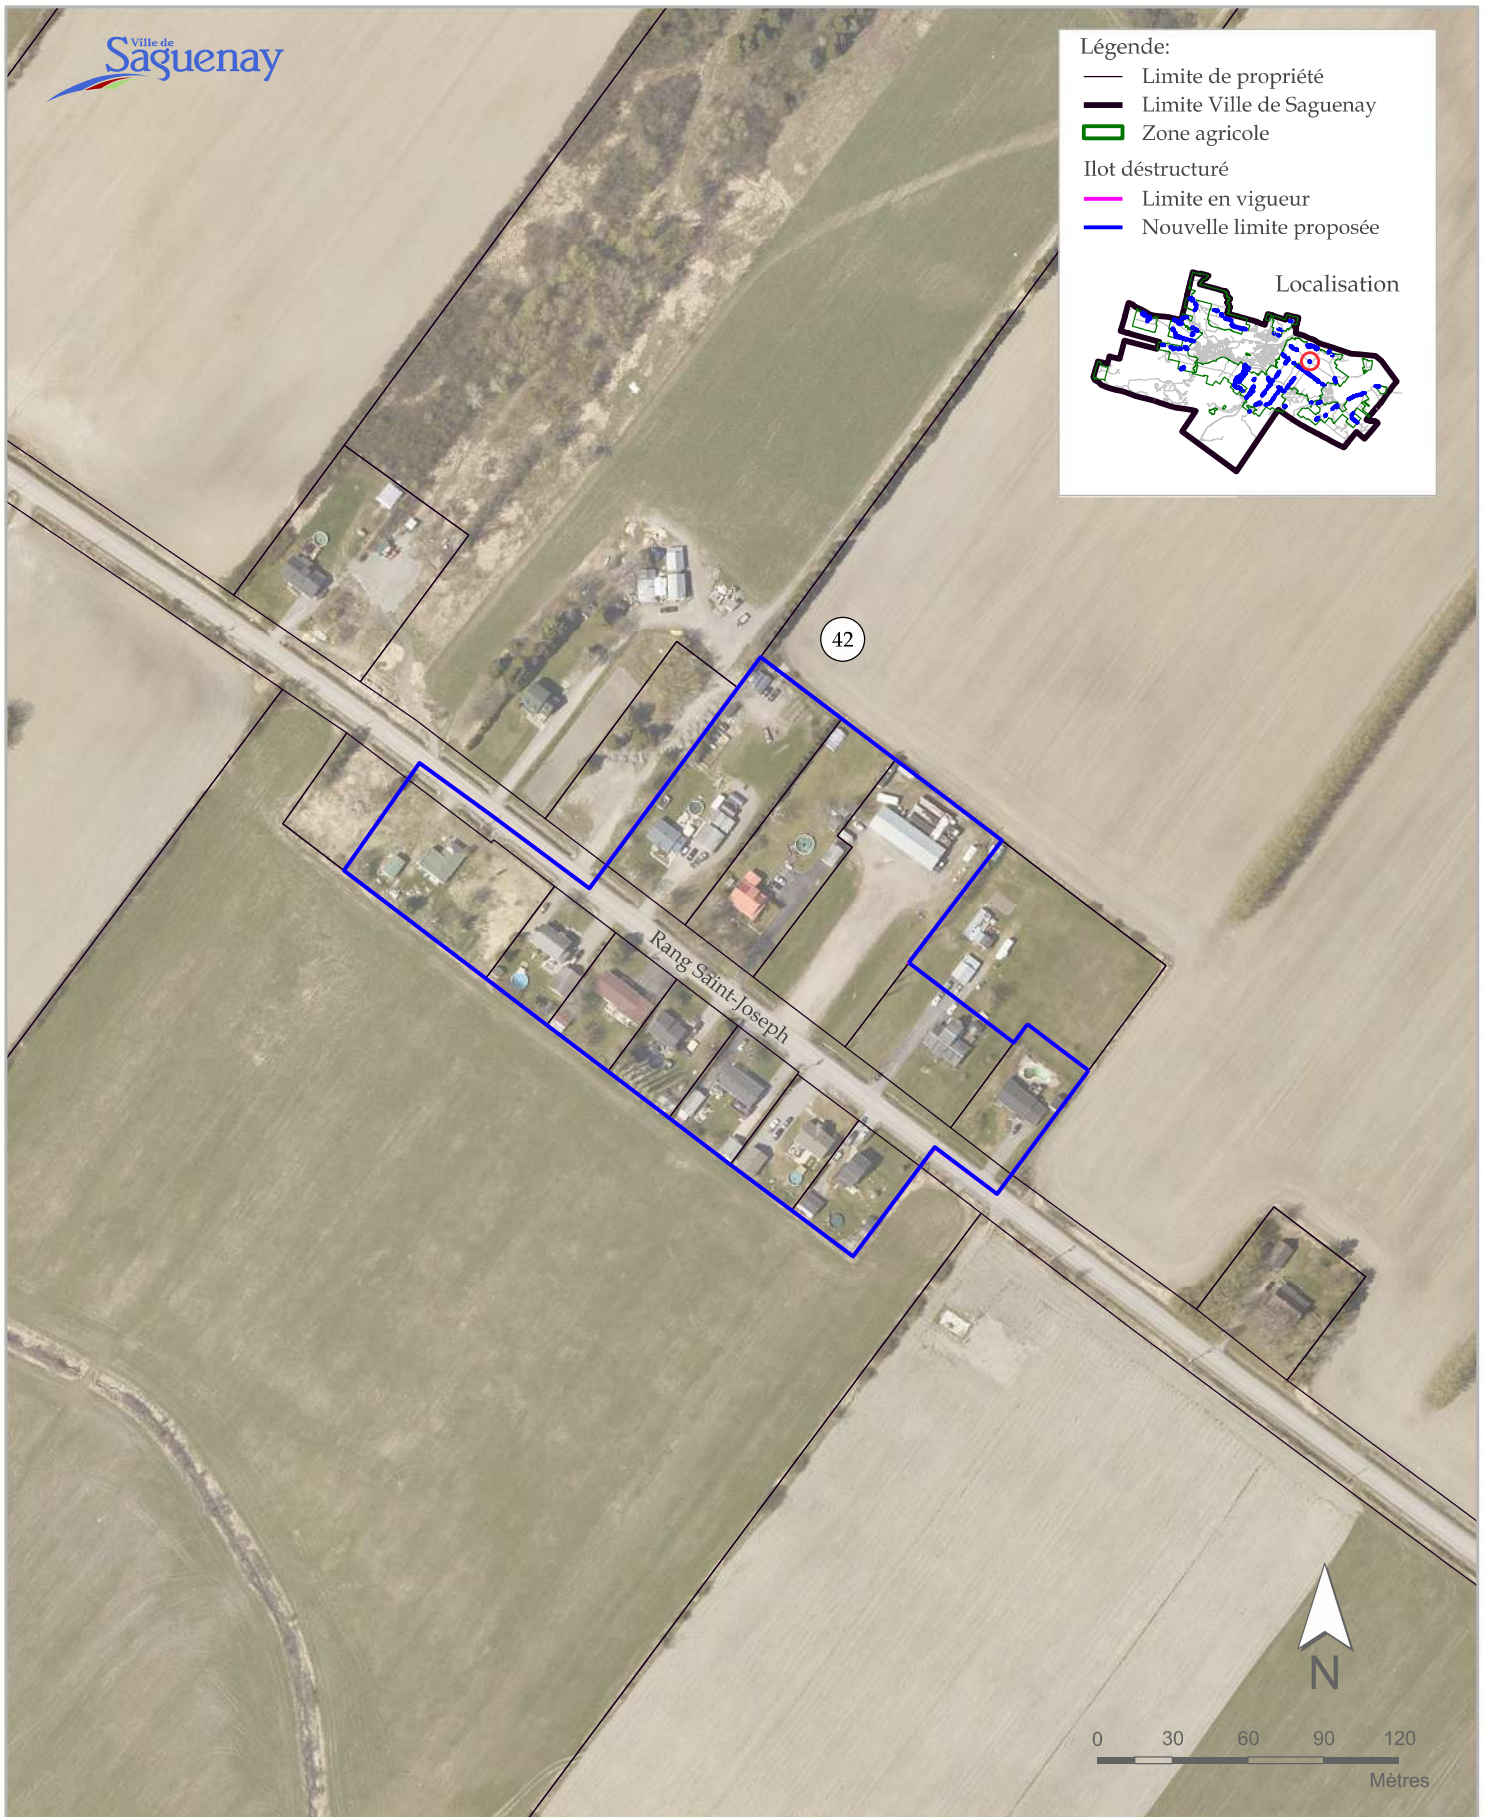 Ville de
Saguenay
Légende:
Limite de propriété
Limite Ville de Saguenay
Zone agricole
Ilot déstructuré
Limite en vigueur
Nouvelle limite proposée
Localisation
42
Rang Saint-Joseph
N
0 30 60 90 120
Mètres